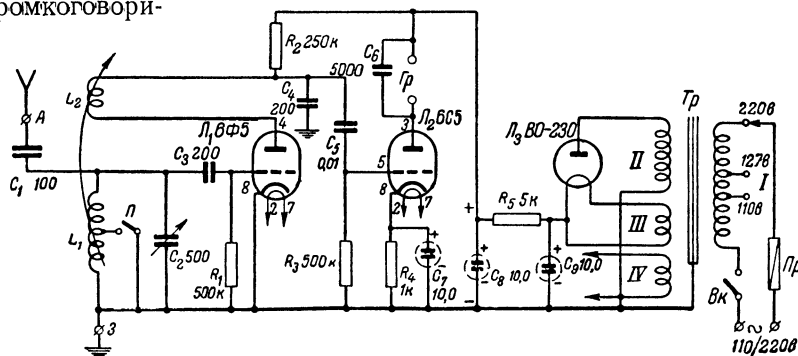 ромкоговори-
R₂ 250к
C₆
5000
Гр
C₄
200
4
L₂
A
Л₁ 6Ф5
C₃ 200
8
2
7
C₅
0,01
3
Л₂ 6С5
5
8
2
7
C₁ 100
П
L₁
C₂ 500
R₁
500к
R₃ 500к
R₄
1к
+
-
C₇
10,0
+
R₅ 5к
+
C₈ 10,0
-
+
C₉ 10,0
-
Л₃ ВО-230
II
III
IV
Тр
220в
127в
I
110в
Вк
Пр
~
110/220в
З